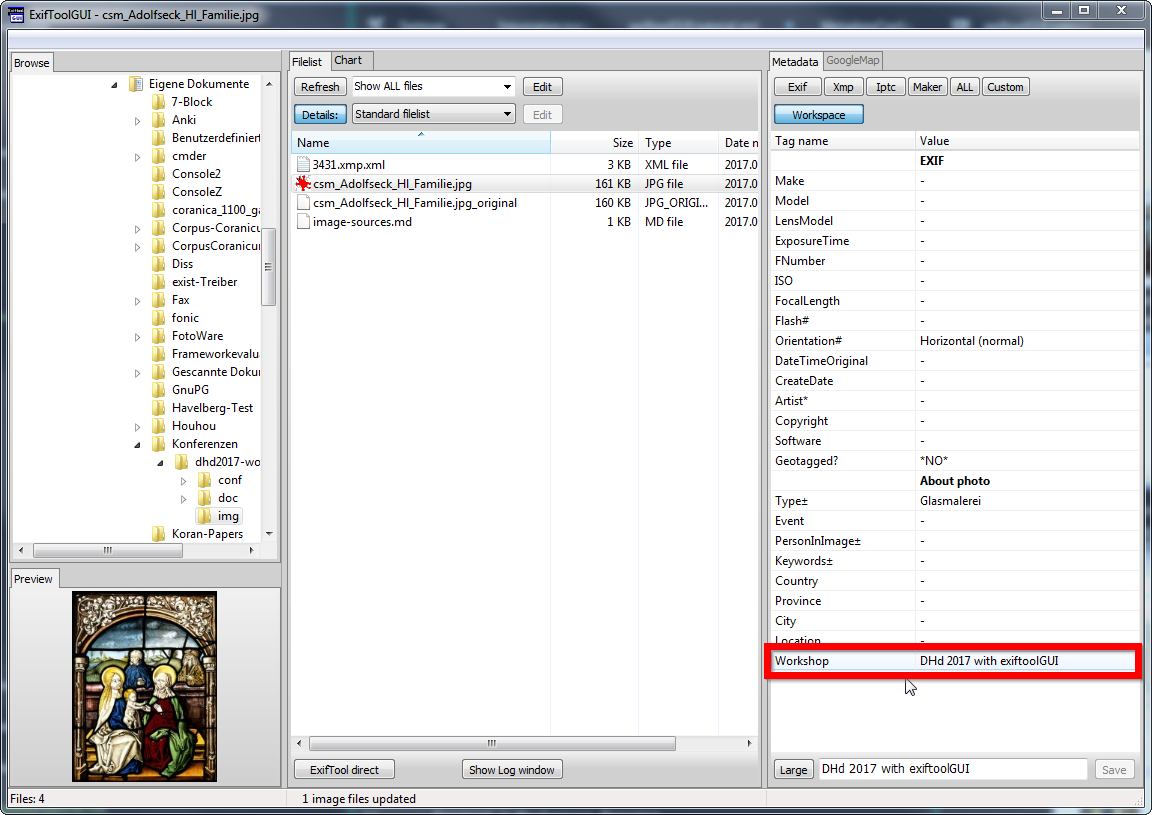 ExifToolGUI - csm_Adolfseck_Hl_Familie.jpg
Browse
Eigene Dokumente
7-Block
Anki
Benutzerdefiniert
cmder
Console2
ConsoleZ
coranica_1100_ga
Corpus-Coranicu
CorpusCoranicur
Diss
exist-Treiber
Fax
fonic
FotoWare
Frameworkevalu
Gescannte Dokur
GnuPG
Havelberg-Test
Houhou
Konferenzen
dhd2017-wo
conf
doc
img
Koran-Papers
Preview
Filelist Chart
Refresh Show ALL files Edit
Details: Standard filelist Edit
Name Size Type Date n
3431.xmp.xml 3 KB XML file 2017.0
csm_Adolfseck_Hl_Familie.jpg 161 KB JPG file 2017.0
csm_Adolfseck_Hl_Familie.jpg_original 160 KB JPG_ORIGI... 2017.0
image-sources.md 1 KB MD file 2017.0
ExifTool direct Show Log window
Metadata GoogleMap
Exif Xmp Iptc Maker ALL Custom
Workspace
Tag name Value
EXIF
Make -
Model -
LensModel -
ExposureTime -
FNumber -
ISO -
FocalLength -
Flash# -
Orientation# Horizontal (normal)
DateTimeOriginal -
CreateDate -
Artist* -
Copyright -
Software -
Geotagged? *NO*
About photo
Type± Glasmalerei
Event -
PersonInImage± -
Keywords± -
Country -
Province -
City -
Location -
Workshop DHd 2017 with exiftoolGUI
Large DHd 2017 with exiftoolGUI Save
Files: 4 1 image files updated